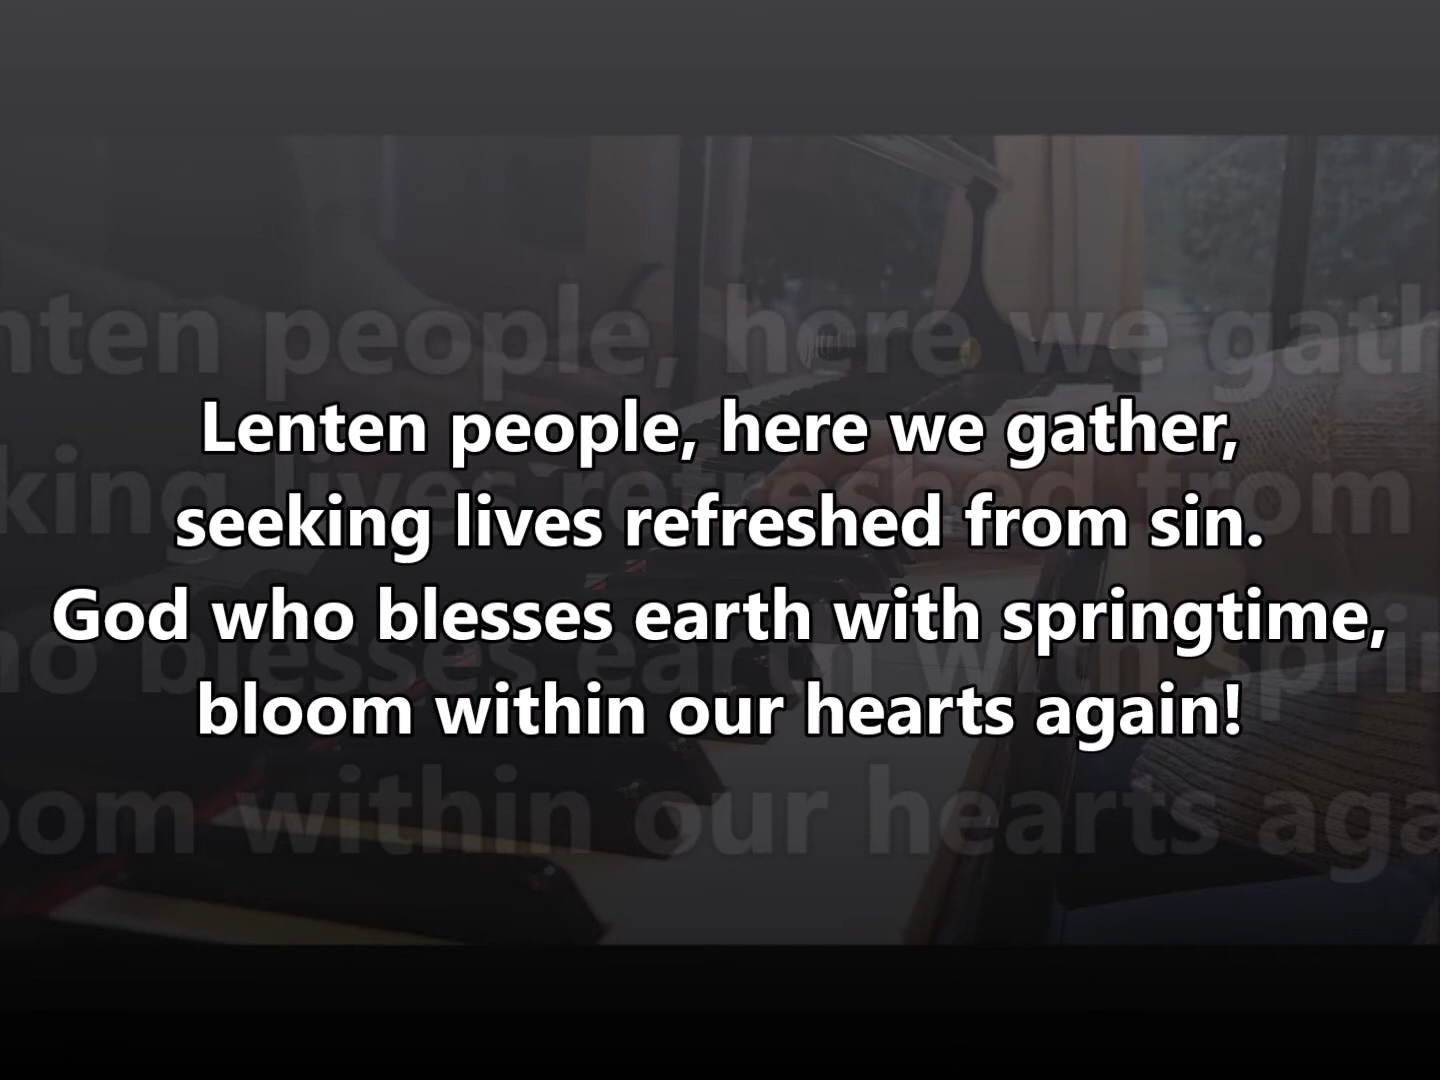 Lenten people, here we gather,
seeking lives refreshed from sin.
God who blesses earth with springtime,
bloom within our hearts again!